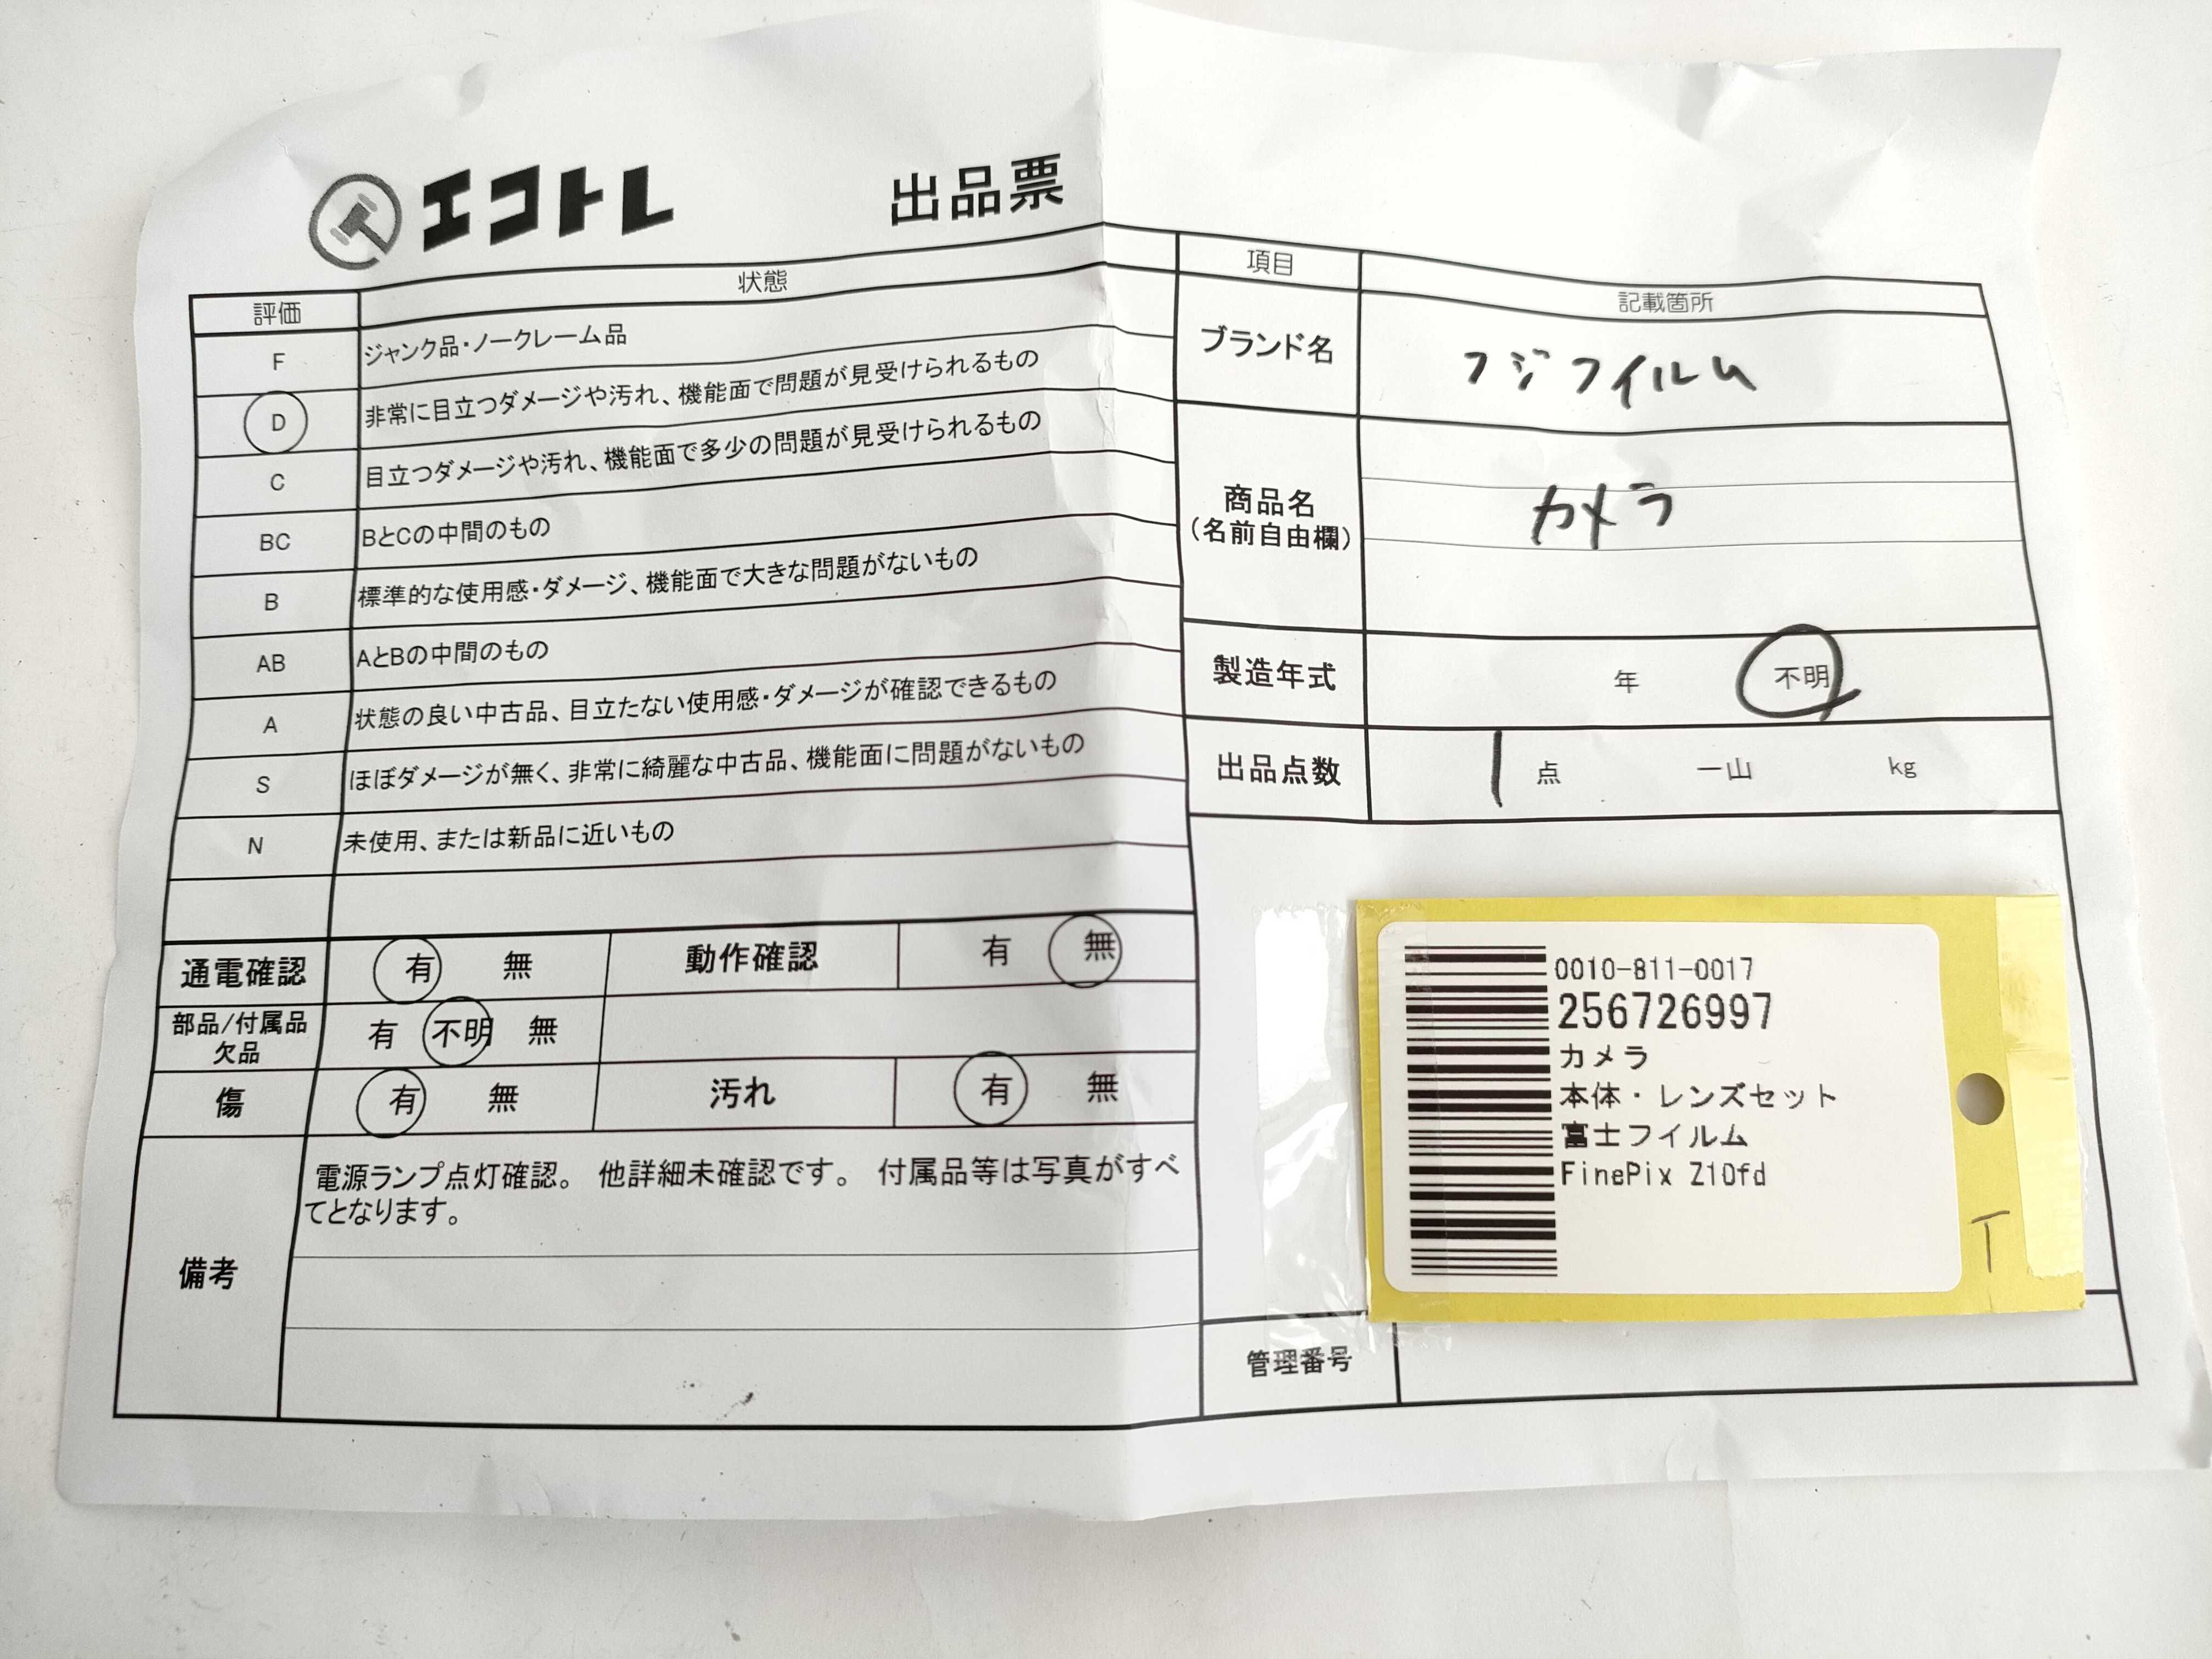 エコトレ
出品票
評価 状態
F ジャンク品・ノークレーム品
D 非常に目立つダメージや汚れ、機能面で問題が見受けられるもの
C 目立つダメージや汚れ、機能面で多少の問題が見受けられるもの
BC BとCの中間のもの
B 標準的な使用感・ダメージ、機能面で大きな問題がないもの
AB AとBの中間のもの
A 状態の良い中古品、目立たない使用感・ダメージが確認できるもの
S ほぼダメージが無く、非常に綺麗な中古品、機能面に問題がないもの
N 未使用、または新品に近いもの
通電確認 有 無 動作確認 有 無
部品/付属品
欠品 有 不明 無
傷 有 無 汚れ 有 無
備考
電源ランプ点灯確認。 他詳細未確認です。 付属品等は写真がすべ
てとなります。
項目 記載箇所
ブランド名 フジフイルム
商品名
(名前自由欄) カメラ
製造年式 年 不明
出品点数 1 点 一山 kg
0010-811-0017
256726997
カメラ
本体・レンズセット
富士フイルム
FinePix Z10fd
T
管理番号